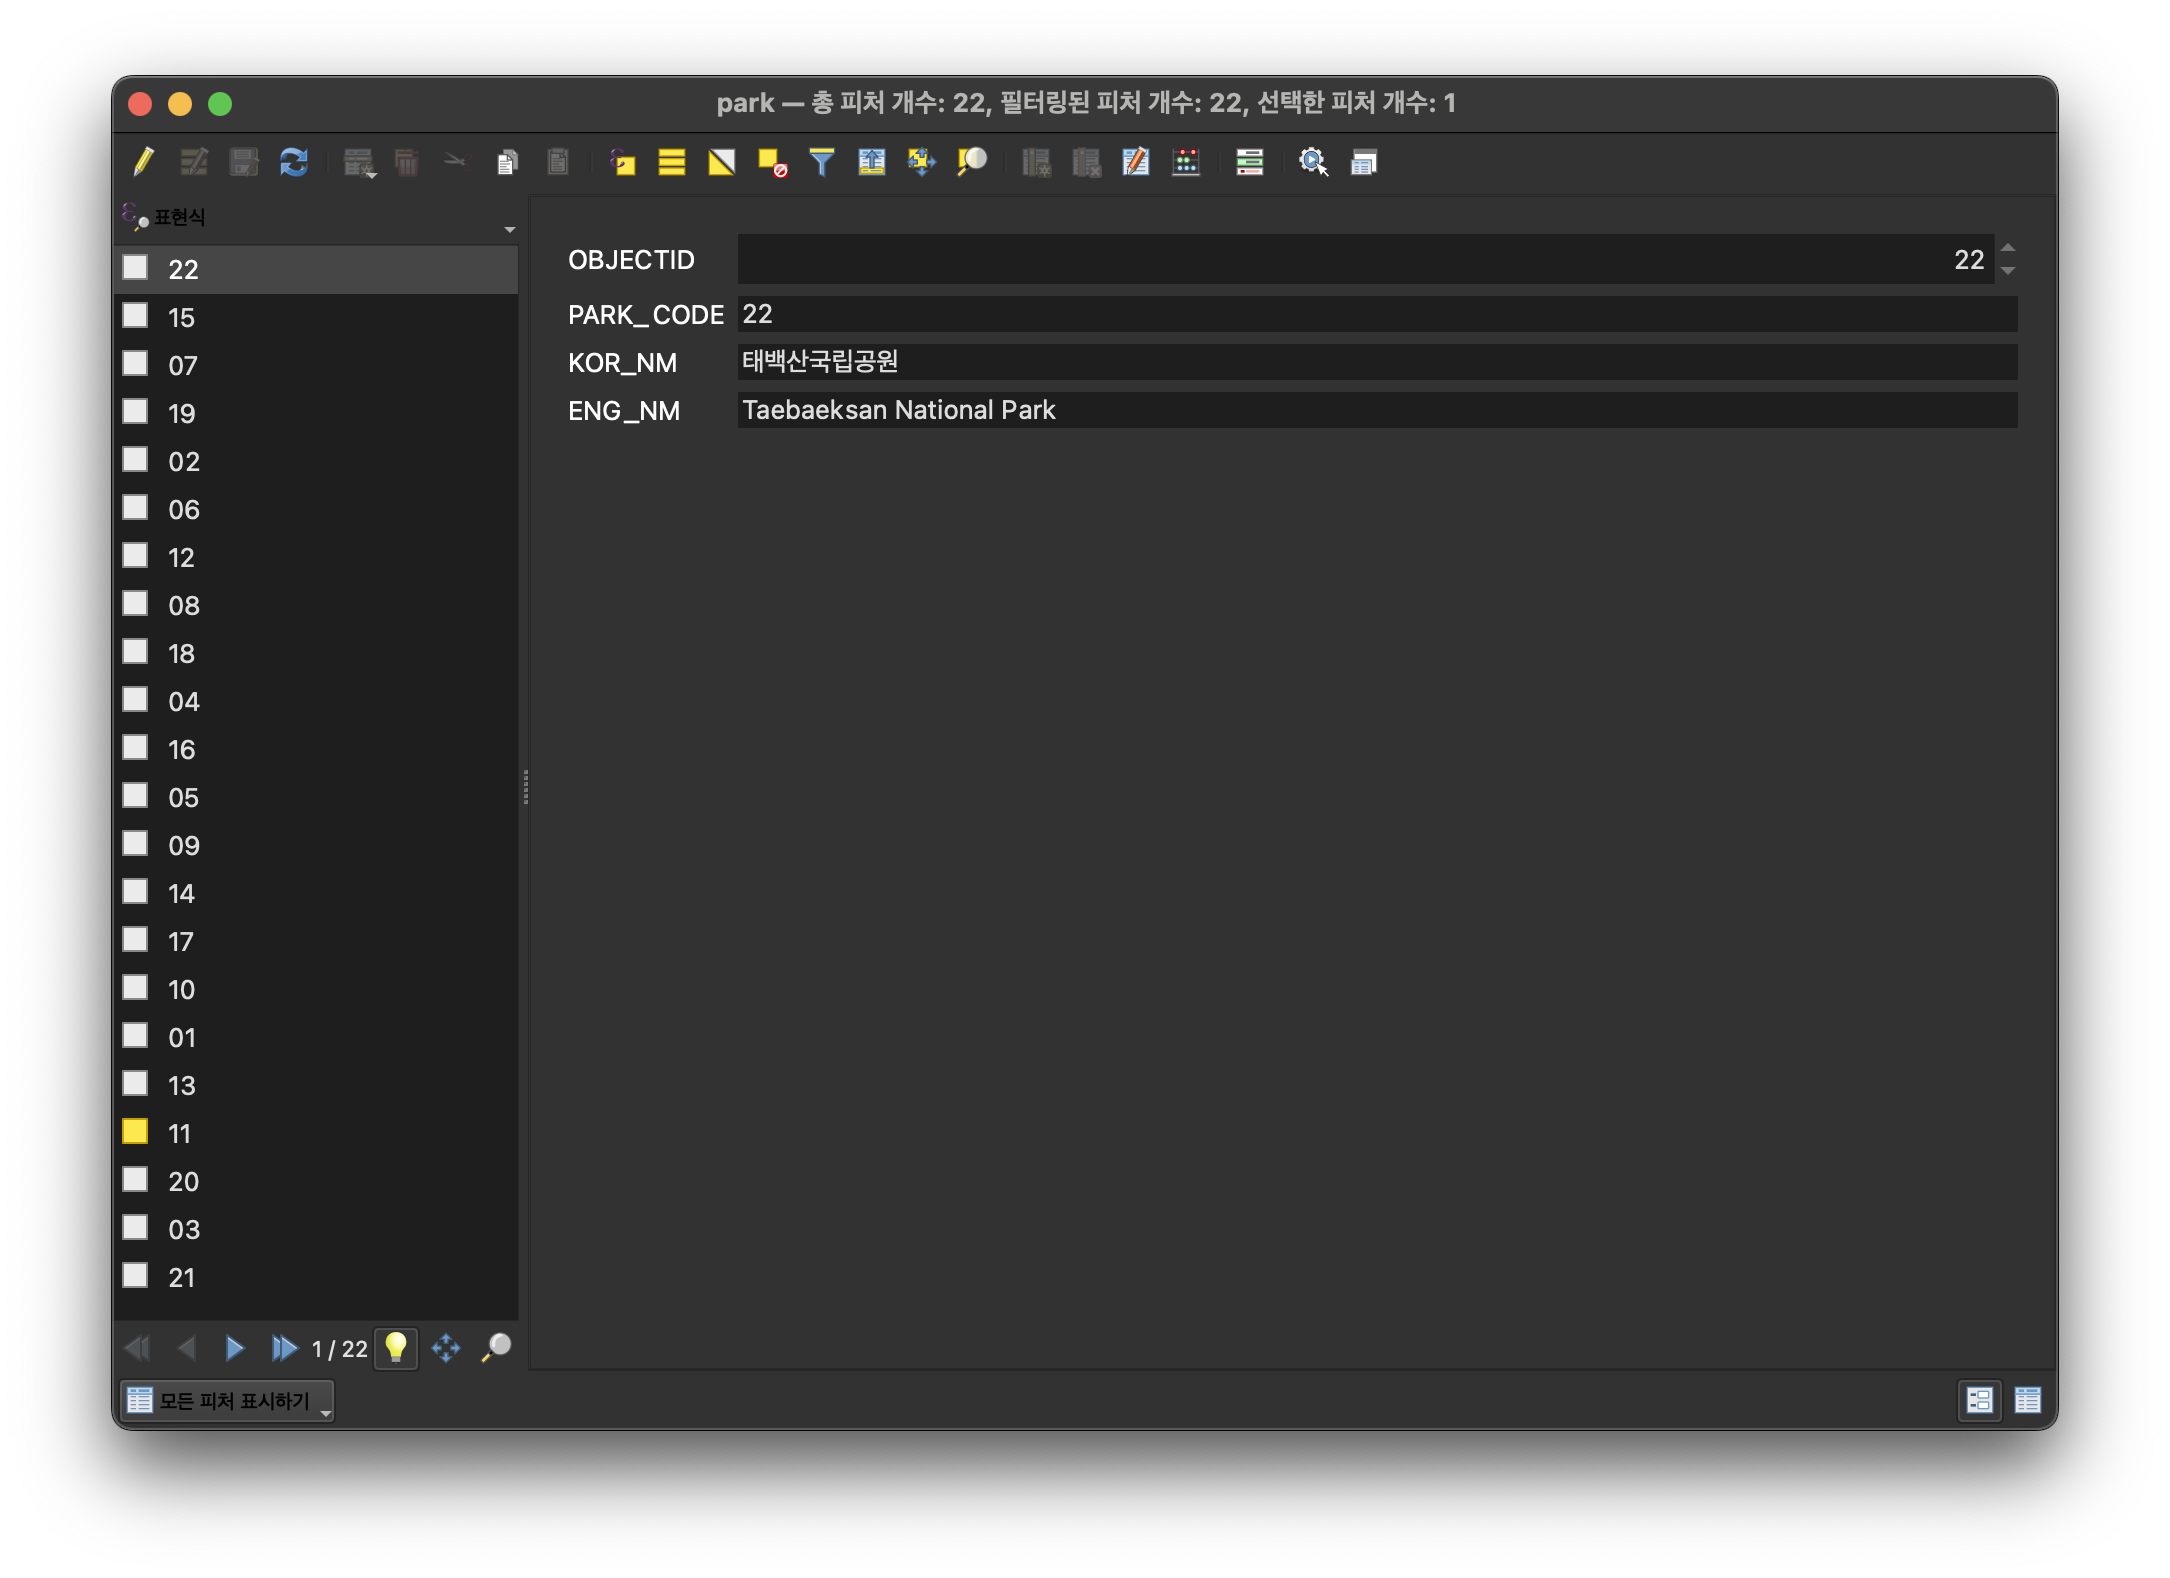 park — 총 피처 개수: 22, 필터링된 피처 개수: 22, 선택한 피처 개수: 1
표현식
22
15
07
19
02
06
12
08
18
04
16
05
09
14
17
10
01
13
11
20
03
21
1 / 22
모든 피처 표시하기
OBJECTID 22
PARK_CODE 22
KOR_NM 태백산국립공원
ENG_NM Taebaeksan National Park